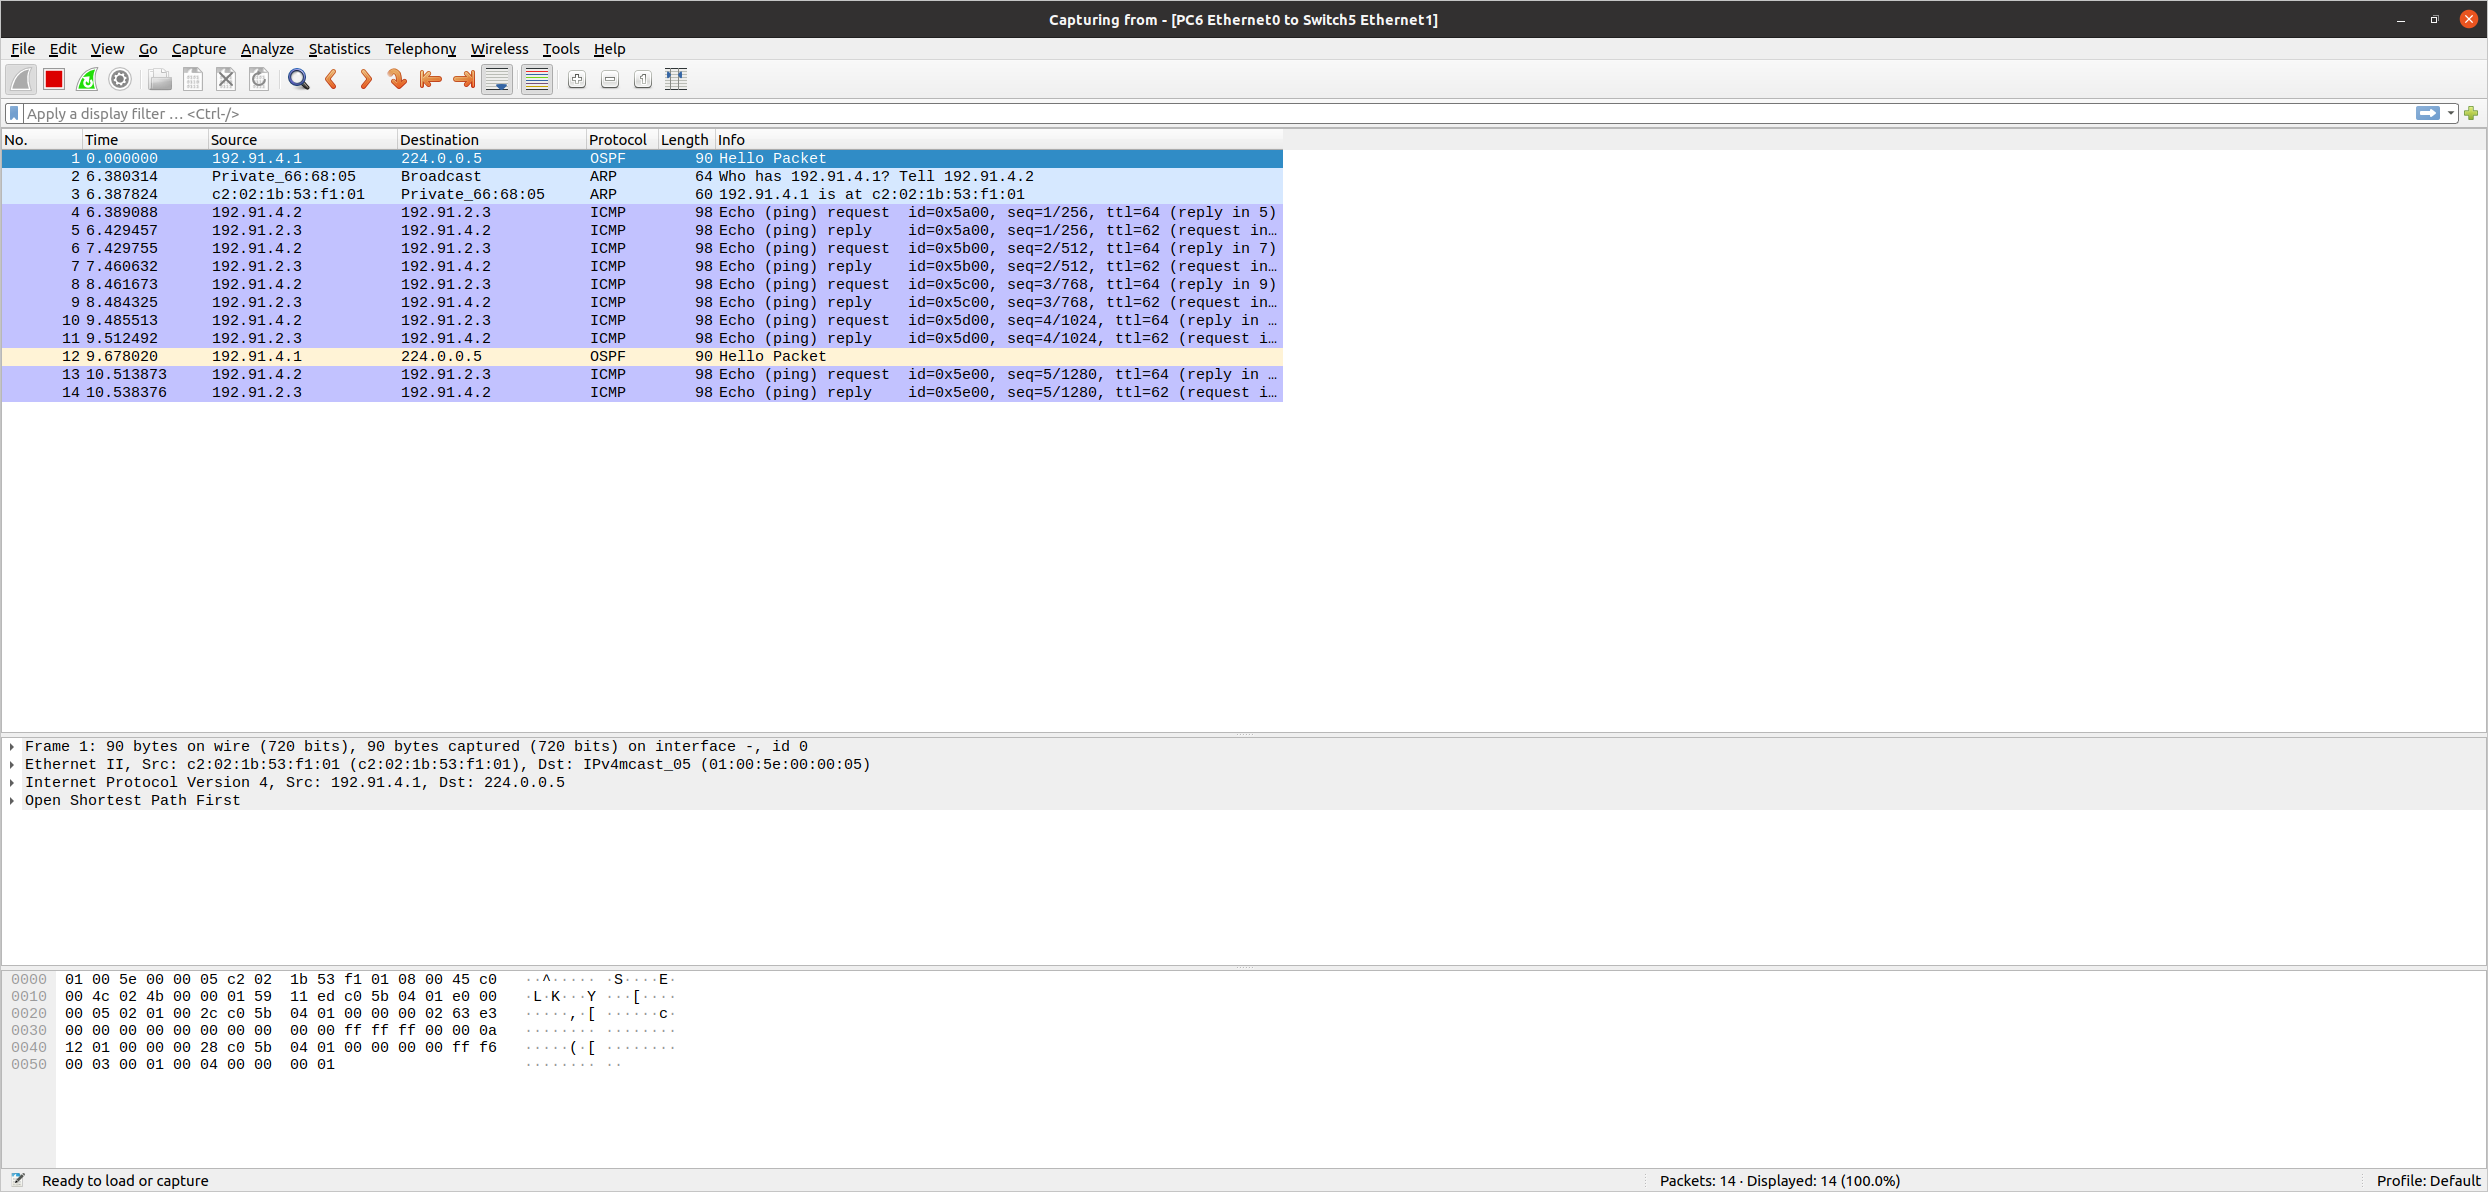 Capturing from - [PC6 Ethernet0 to Switch5 Ethernet1]
File Edit View Go Capture Analyze Statistics Telephony Wireless Tools Help
Apply a display filter … <Ctrl-/>
No. Time Source Destination Protocol Length Info
1 0.000000 192.91.4.1 224.0.0.5 OSPF 90 Hello Packet
2 6.380314 Private_66:68:05 Broadcast ARP 64 Who has 192.91.4.1? Tell 192.91.4.2
3 6.387824 c2:02:1b:53:f1:01 Private_66:68:05 ARP 60 192.91.4.1 is at c2:02:1b:53:f1:01
4 6.389088 192.91.4.2 192.91.2.3 ICMP 98 Echo (ping) request id=0x5a00, seq=1/256, ttl=64 (reply in 5)
5 6.429457 192.91.2.3 192.91.4.2 ICMP 98 Echo (ping) reply id=0x5a00, seq=1/256, ttl=62 (request in…
6 7.429755 192.91.4.2 192.91.2.3 ICMP 98 Echo (ping) request id=0x5b00, seq=2/512, ttl=64 (reply in 7)
7 7.460632 192.91.2.3 192.91.4.2 ICMP 98 Echo (ping) reply id=0x5b00, seq=2/512, ttl=62 (request in…
8 8.461673 192.91.4.2 192.91.2.3 ICMP 98 Echo (ping) request id=0x5c00, seq=3/768, ttl=64 (reply in 9)
9 8.484325 192.91.2.3 192.91.4.2 ICMP 98 Echo (ping) reply id=0x5c00, seq=3/768, ttl=62 (request in…
10 9.485513 192.91.4.2 192.91.2.3 ICMP 98 Echo (ping) request id=0x5d00, seq=4/1024, ttl=64 (reply in …
11 9.512492 192.91.2.3 192.91.4.2 ICMP 98 Echo (ping) reply id=0x5d00, seq=4/1024, ttl=62 (request i…
12 9.678020 192.91.4.1 224.0.0.5 OSPF 90 Hello Packet
13 10.513873 192.91.4.2 192.91.2.3 ICMP 98 Echo (ping) request id=0x5e00, seq=5/1280, ttl=64 (reply in …
14 10.538376 192.91.2.3 192.91.4.2 ICMP 98 Echo (ping) reply id=0x5e00, seq=5/1280, ttl=62 (request i…
Frame 1: 90 bytes on wire (720 bits), 90 bytes captured (720 bits) on interface -, id 0
Ethernet II, Src: c2:02:1b:53:f1:01 (c2:02:1b:53:f1:01), Dst: IPv4mcast_05 (01:00:5e:00:00:05)
Internet Protocol Version 4, Src: 192.91.4.1, Dst: 224.0.0.5
Open Shortest Path First
0000 01 00 5e 00 00 05 c2 02 1b 53 f1 01 08 00 45 c0 ··^····· ·S····E·
0010 00 4c 02 4b 00 00 01 59 11 ed c0 5b 04 01 e0 00 ·L·K···Y ···[····
0020 00 05 02 01 00 2c c0 5b 04 01 00 00 00 02 63 e3 ·····,·[ ······c·
0030 00 00 00 00 00 00 00 00 00 00 ff ff ff 00 00 0a ········ ········
0040 12 01 00 00 00 28 c0 5b 04 01 00 00 00 00 ff f6 ·····(·[ ········
0050 00 03 00 01 00 04 00 00 00 01 ········ ··
Ready to load or capture Packets: 14 · Displayed: 14 (100.0%) Profile: Default